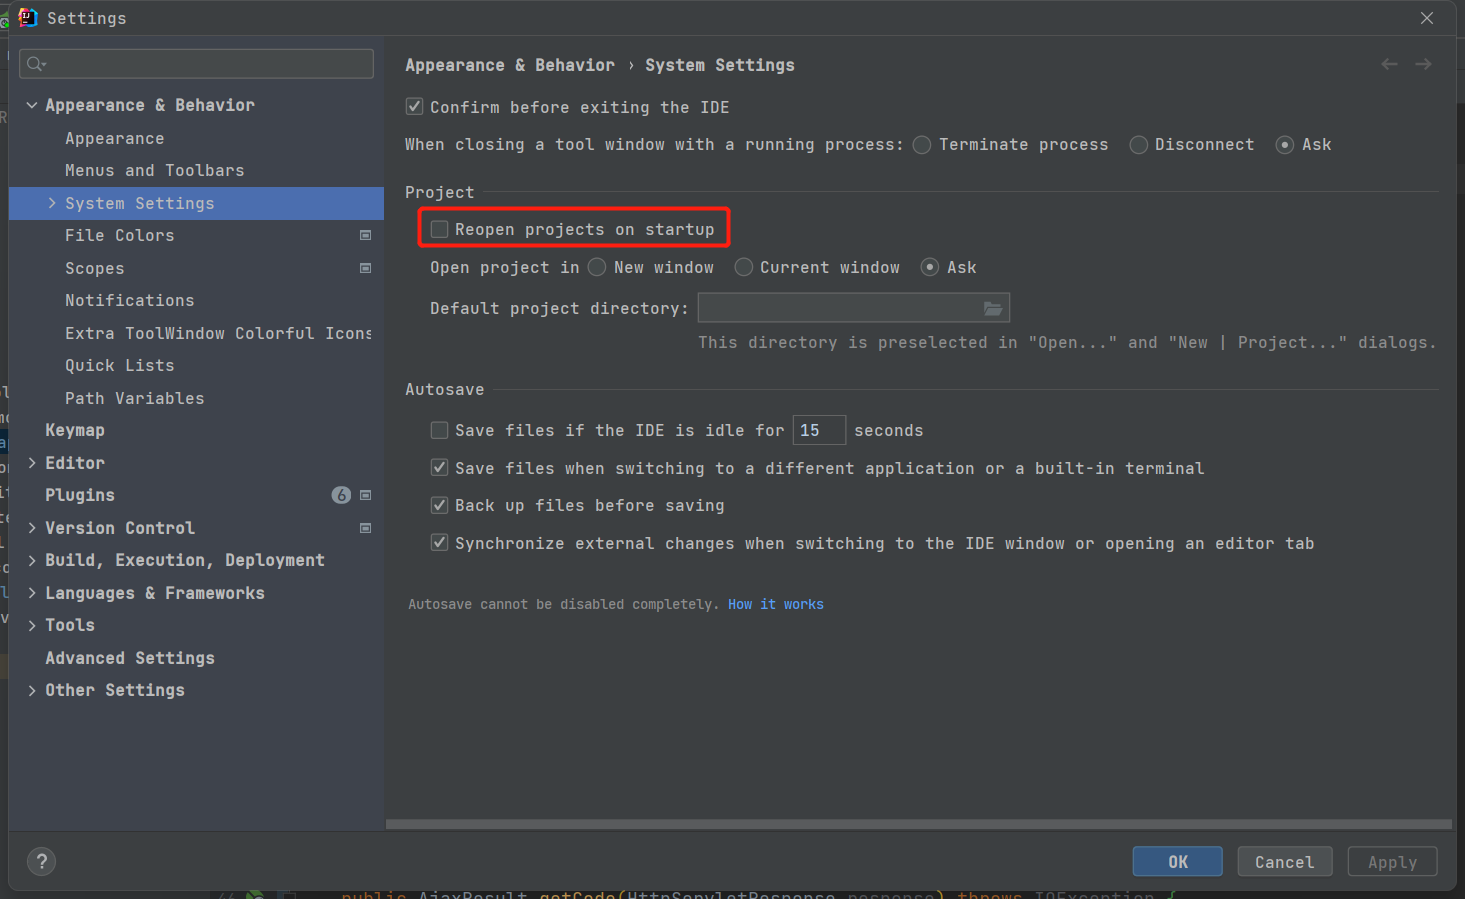 Settings
Appearance & Behavior
Appearance
Menus and Toolbars
System Settings
File Colors
Scopes
Notifications
Extra ToolWindow Colorful Icons
Quick Lists
Path Variables
Keymap
Editor
Plugins 6
Version Control
Build, Execution, Deployment
Languages & Frameworks
Tools
Advanced Settings
Other Settings
Appearance & Behavior › System Settings
Confirm before exiting the IDE
When closing a tool window with a running process: Terminate process Disconnect Ask
Project
Reopen projects on startup
Open project in New window Current window Ask
Default project directory:
This directory is preselected in "Open..." and "New | Project..." dialogs.
Autosave
Save files if the IDE is idle for 15 seconds
Save files when switching to a different application or a built-in terminal
Back up files before saving
Synchronize external changes when switching to the IDE window or opening an editor tab
Autosave cannot be disabled completely. How it works
?
OK Cancel Apply
public AjaxResult getCode(HttpServletResponse response) throws IOException {